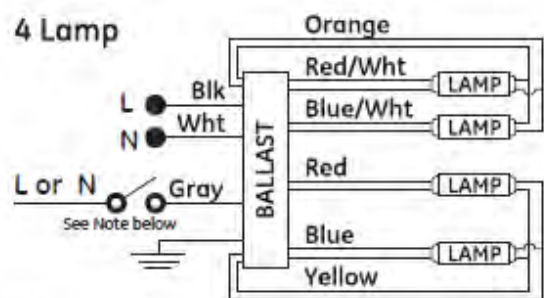 4 Lamp
Orange
Red/Wht
LAMP
L
Blk
Blue/Wht
LAMP
N
Wht
BALLAST
Red
LAMP
L or N
Gray
See Note below
Blue
LAMP
Yellow